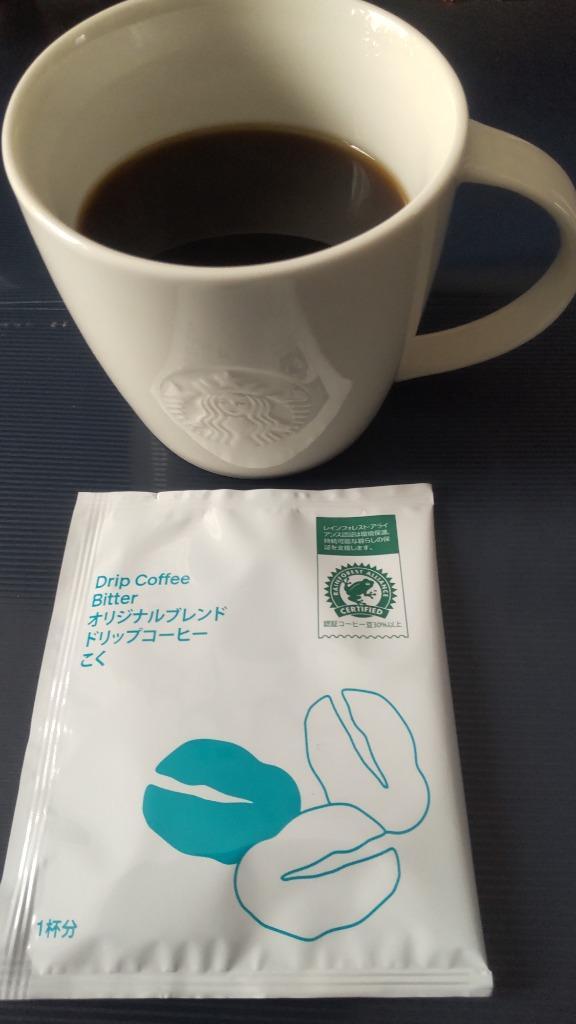 レインフォレスト・アライ
アンス認証は環境保護、
持続可能な暮らしの保
証を支援します。
RAINFOREST ALLIANCE
CERTIFIED
認証コーヒー豆30%以上
Drip Coffee
Bitter
オリジナルブレンド
ドリップコーヒー
こく
1杯分